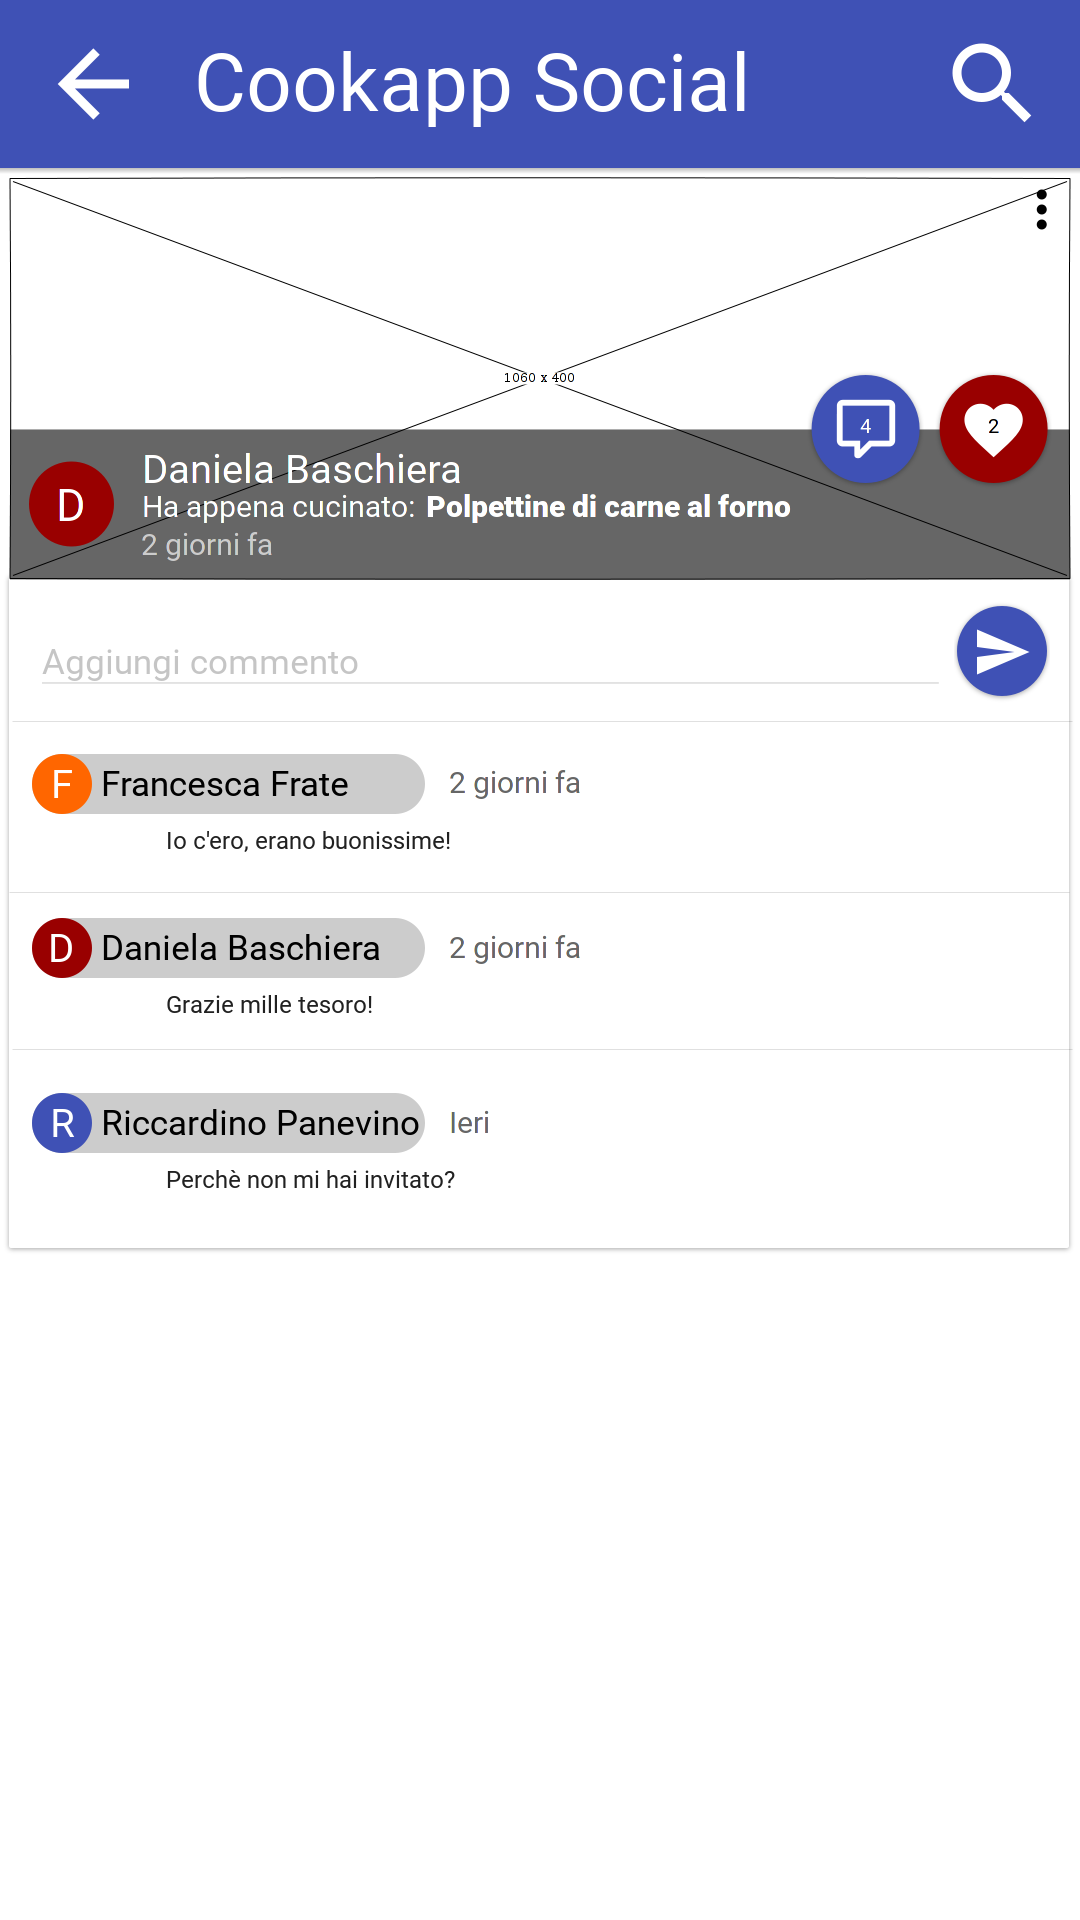 Cookapp Social
1060 x 400
4
2
D
Daniela Baschiera
Ha appena cucinato: Polpettine di carne al forno
2 giorni fa
Aggiungi commento
F Francesca Frate 2 giorni fa
Io c'ero, erano buonissime!
D Daniela Baschiera 2 giorni fa
Grazie mille tesoro!
R Riccardino Panevino Ieri
Perchè non mi hai invitato?